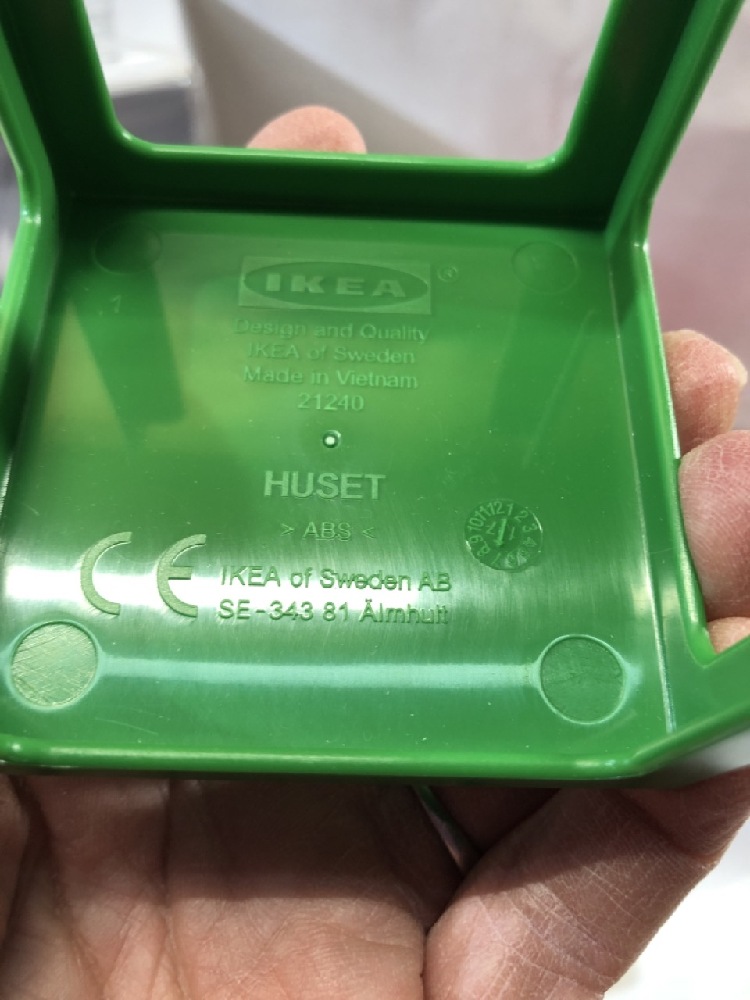 1
IKEA ®
Design and Quality
IKEA of Sweden
Made in Vietnam
21240
HUSET
> ABS <
CE IKEA of Sweden AB
SE-343 81 Älmhult